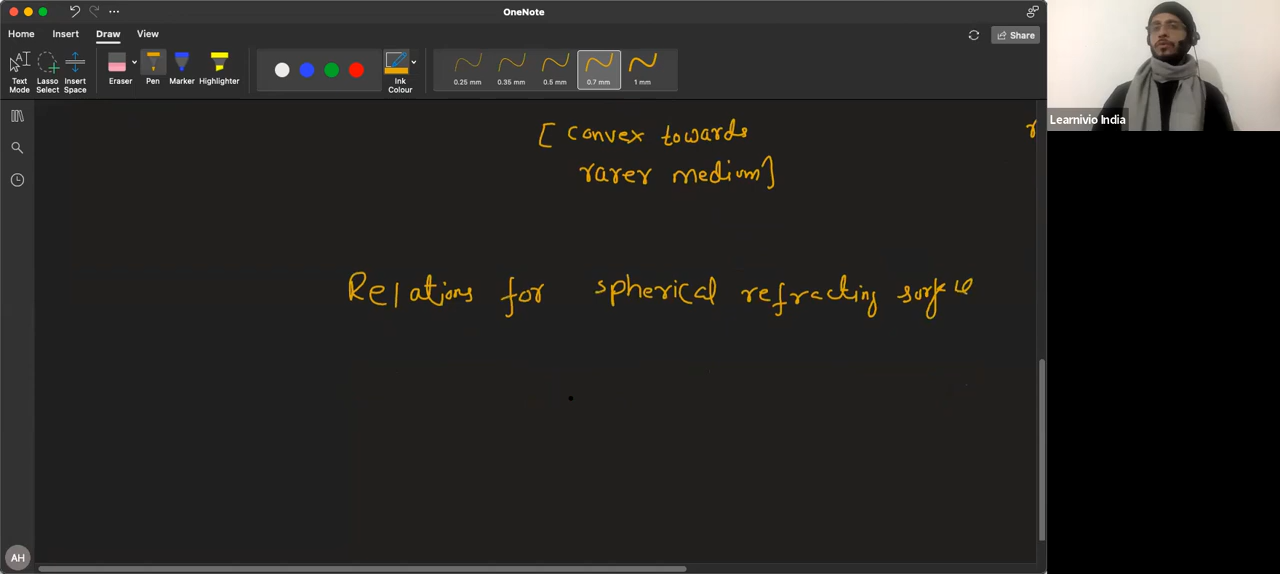 OneNote
Home Insert Draw View
Share
Text Mode
Lasso Select
Insert Space
Eraser
Pen
Marker
Highlighter
Ink Colour
0.25 mm
0.35 mm
0.5 mm
0.7 mm
1 mm
Learnivio India
[ Convex towards
rarer medium]
r
Relations for spherical refracting surface
AH